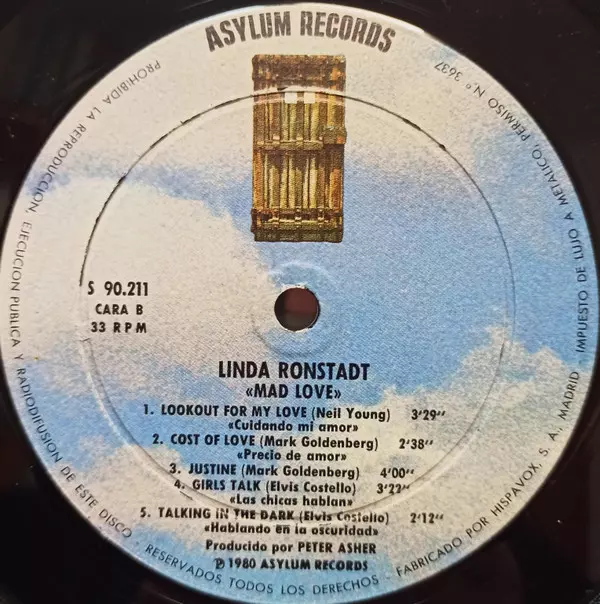 ASYLUM RECORDS
PROHIBIDA LA REPRODUCCION, EJECUCION PUBLICA Y RADIODIFUSION DE ESTE DISCO · RESERVADOS TODOS LOS DERECHOS · FABRICADO POR HISPAVOX, S. A., MADRID · IMPUESTO DE LUJO A METALICO, PERMISO N.º 3637
S 90.211
CARA B
33 RPM
LINDA RONSTADT
«MAD LOVE»
1. LOOKOUT FOR MY LOVE (Neil Young) 3'29"
«Cuidando mi amor»
2. COST OF LOVE (Mark Goldenberg) 2'38"
«Precio de amor»
3. JUSTINE (Mark Goldenberg) 4'00"
4. GIRLS TALK (Elvis Costello) 3'22"
«Las chicas hablan»
5. TALKING IN THE DARK (Elvis Costello) 2'12"
«Hablando en la oscuridad»
Producido por PETER ASHER
℗ 1980 ASYLUM RECORDS